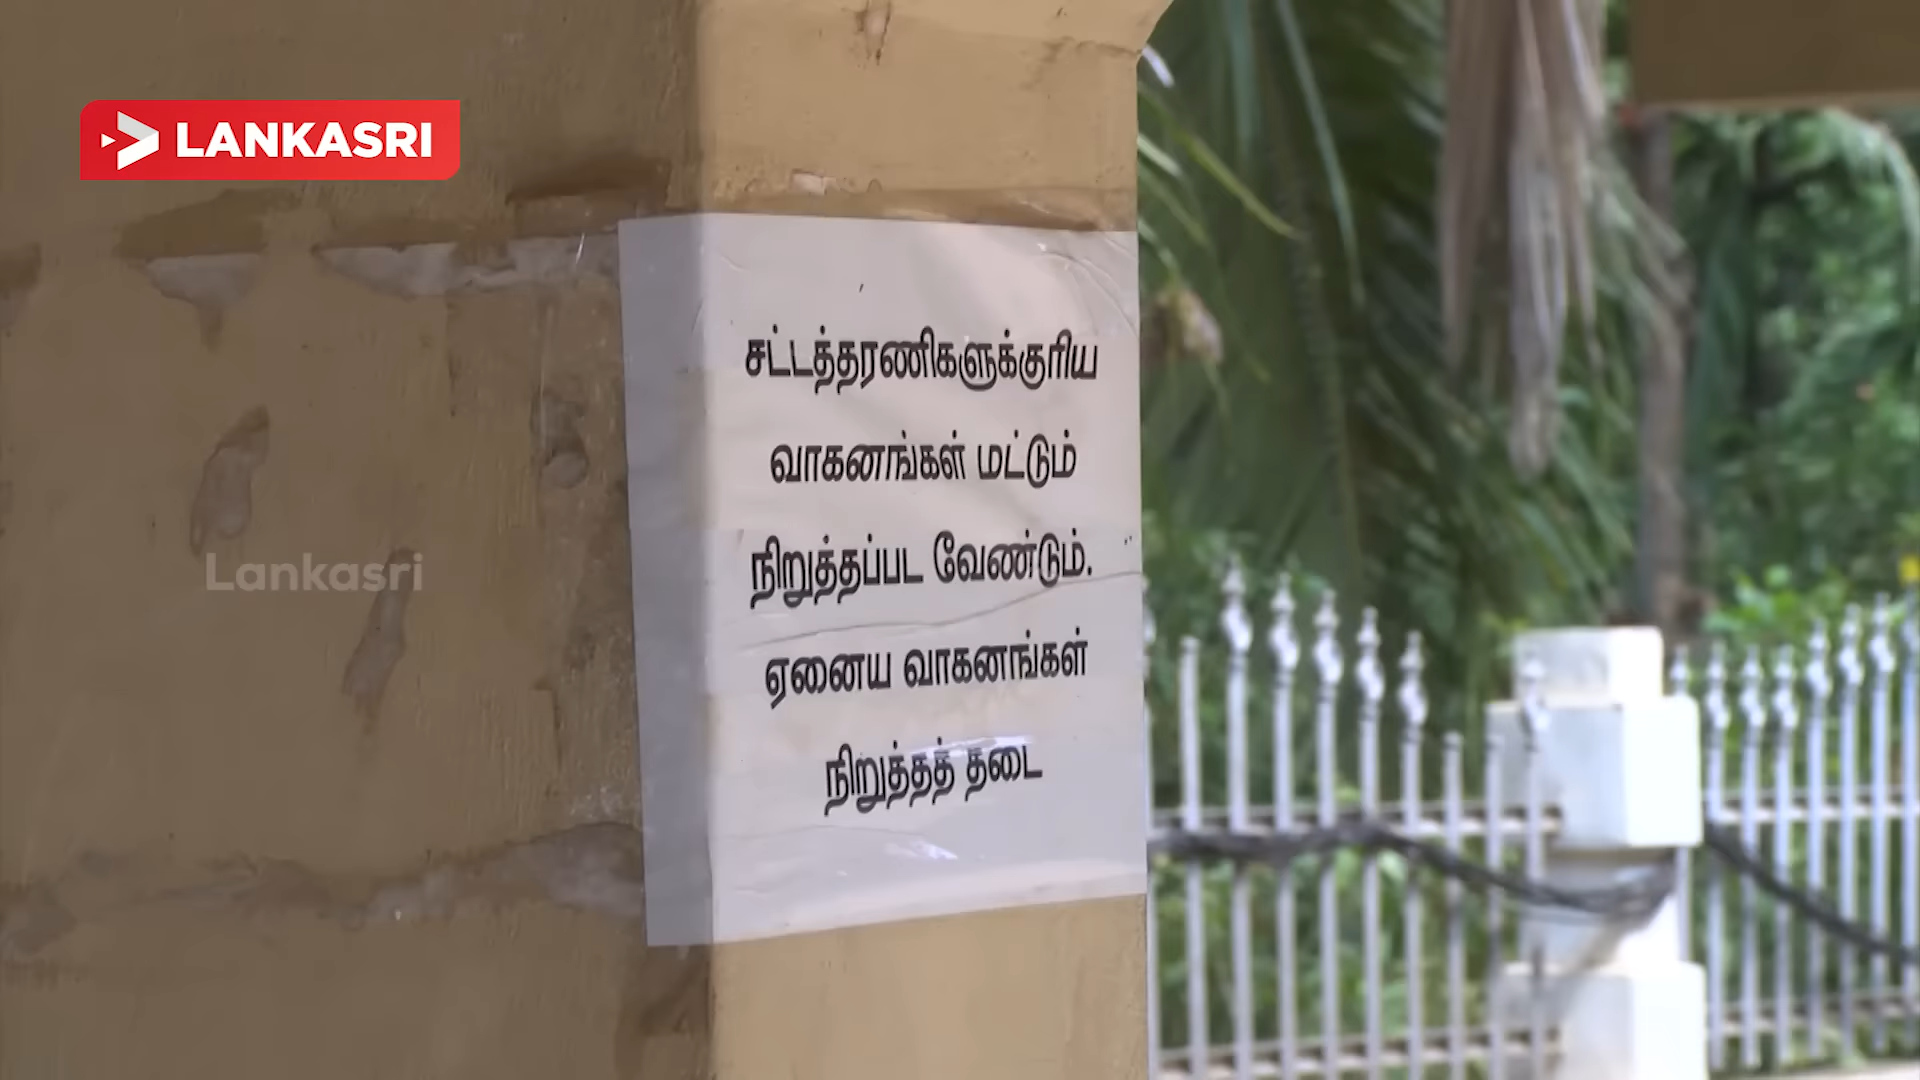 LANKASRI
சட்டத்தரணிகளுக்குரிய
வாகனங்கள் மட்டும்
நிறுத்தப்பட வேண்டும்.
ஏனைய வாகனங்கள்
நிறுத்தத் தடை
Lankasri